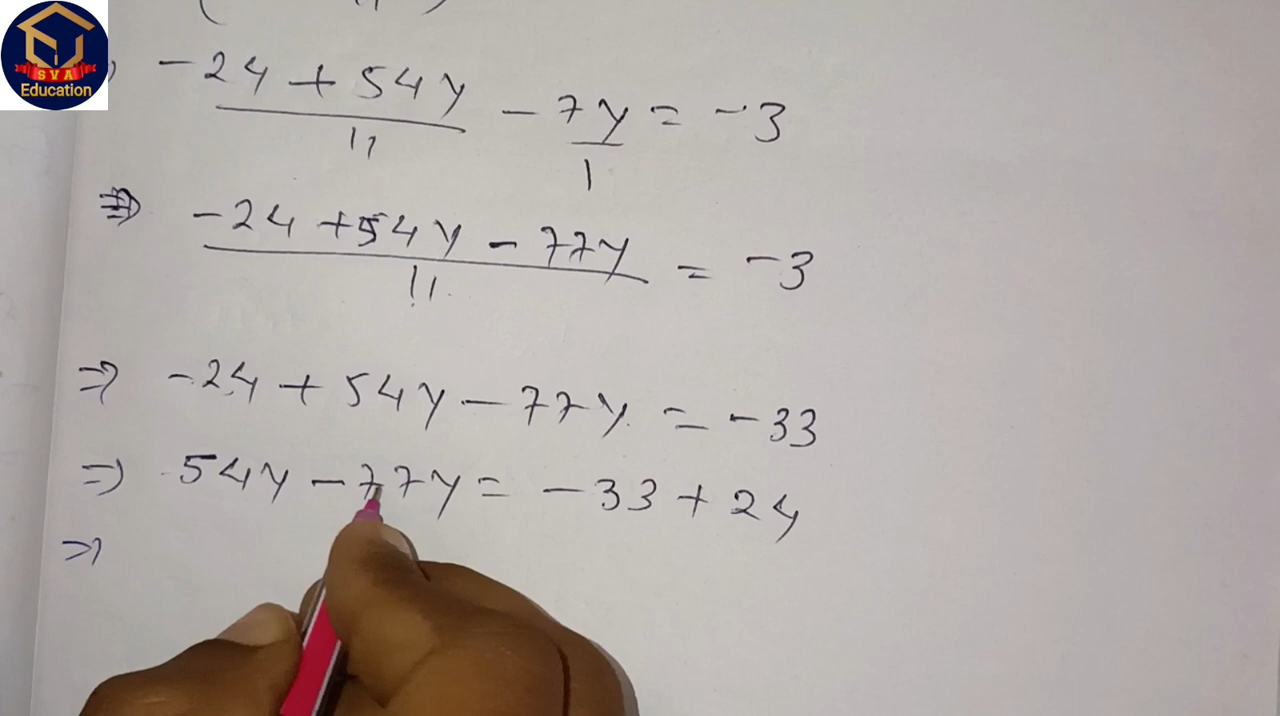 SVA
Education
-24 + 54y - 7y = -3
11 1
⇒ -24 + 54y - 77y = -3
11
⇒ -24 + 54y - 77y = -33
⇒ 54y - 77y = -33 + 24
⇒